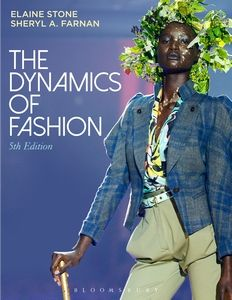 ELAINE STONE
SHERYL A. FARNAN
THE
DYNAMICS
OF
FASHION
5th Edition
BLOOMSBURY